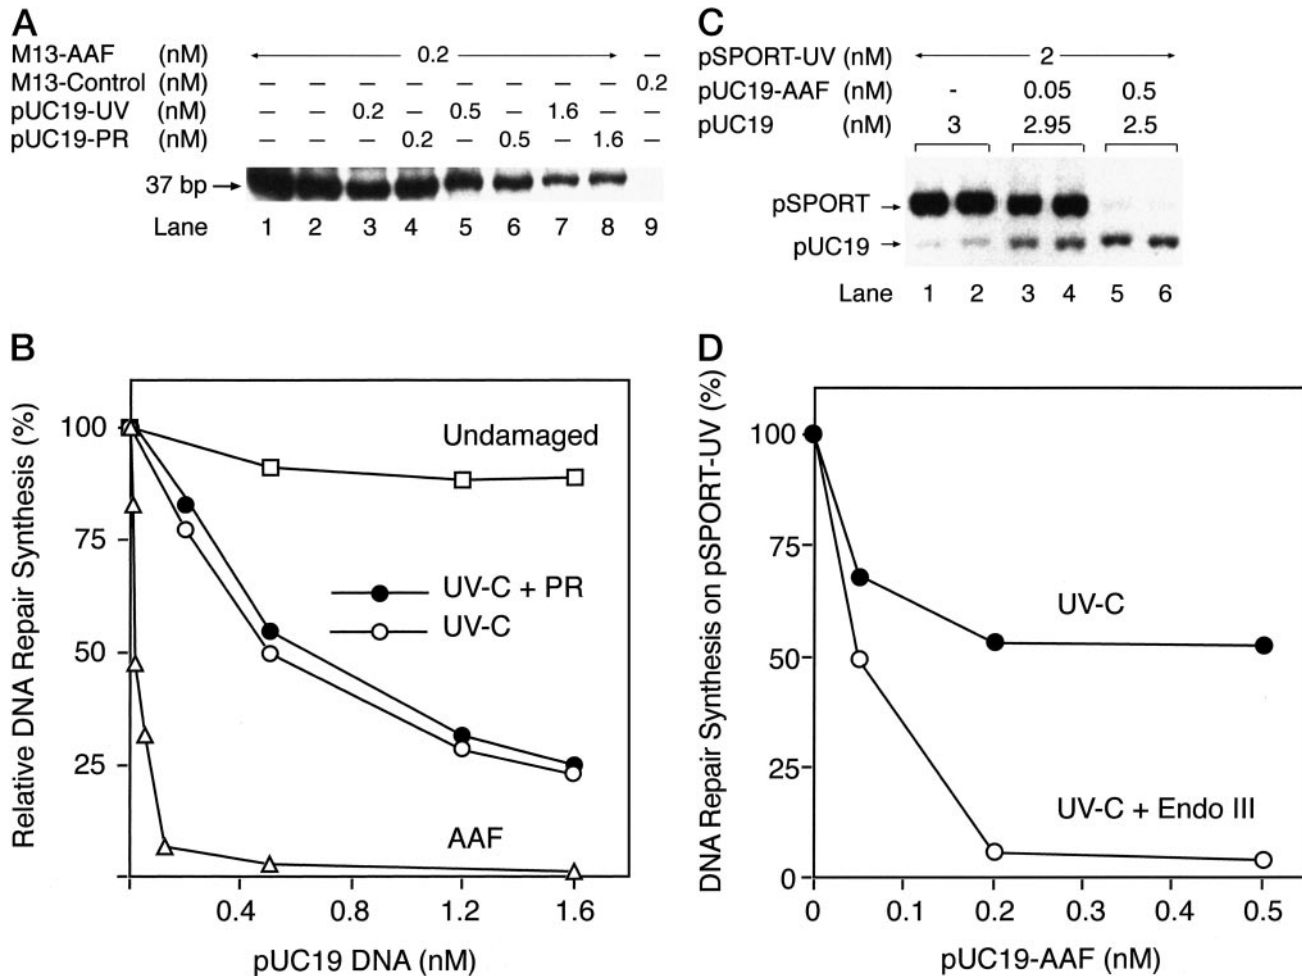 A
M13-AAF (nM) 0.2 –
M13-Control (nM) – – – – – – – – 0.2
pUC19-UV (nM) – – 0.2 – 0.5 – 1.6 – –
pUC19-PR (nM) – – – 0.2 – 0.5 – 1.6 –
37 bp
Lane 1 2 3 4 5 6 7 8 9
C
pSPORT-UV (nM) 2
pUC19-AAF (nM) - 0.05 0.5
pUC19 (nM) 3 2.95 2.5
pSPORT
pUC19
Lane 1 2 3 4 5 6
B
Relative DNA Repair Synthesis (%)
100
75
50
25
Undamaged
UV-C + PR
UV-C
AAF
0.4 0.8 1.2 1.6
pUC19 DNA (nM)
D
DNA Repair Synthesis on pSPORT-UV (%)
100
75
50
25
0
UV-C
UV-C + Endo III
0 0.1 0.2 0.3 0.4 0.5
pUC19-AAF (nM)